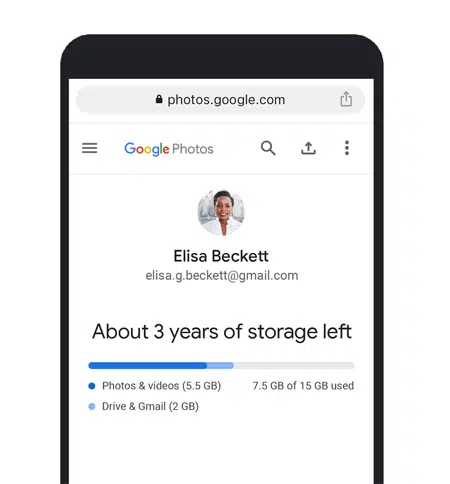 photos.google.com
Google Photos
Elisa Beckett
elisa.g.beckett@gmail.com
About 3 years of storage left
Photos & videos (5.5 GB) 7.5 GB of 15 GB used
Drive & Gmail (2 GB)